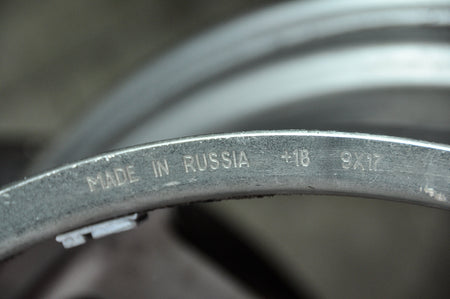 MADE IN RUSSIA +18 9X17